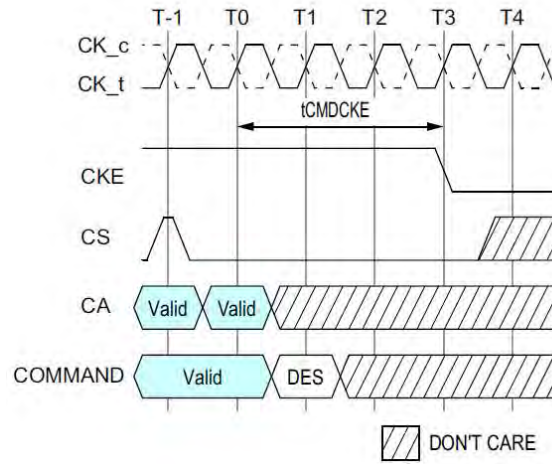 T-1 T0 T1 T2 T3 T4
CK_c
CK_t
tCMDCKE
CKE
CS
CA Valid Valid
COMMAND Valid DES
DON'T CARE